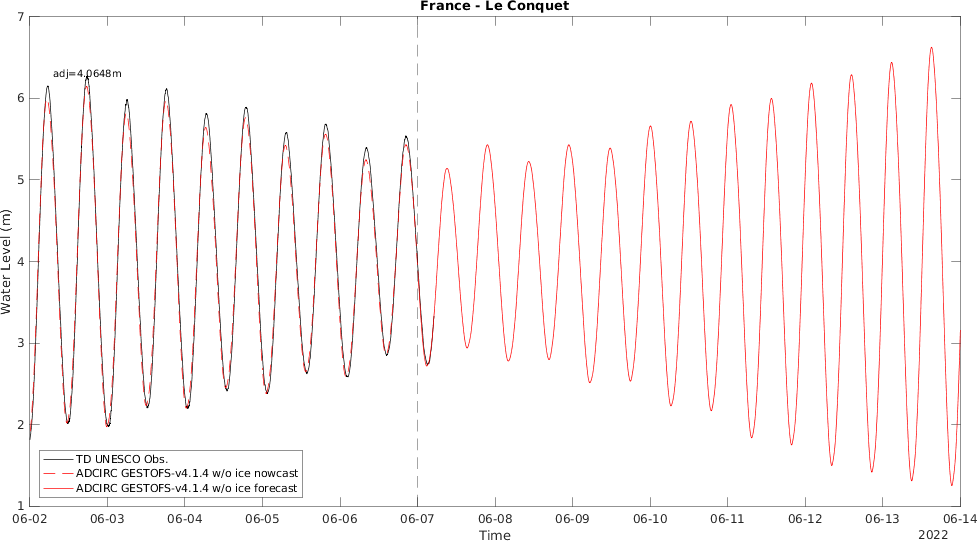 France - Le Conquet
adj=4.0648m
7
6
5
4
3
2
1
Water Level (m)
TD UNESCO Obs.
ADCIRC GESTOFS-v4.1.4 w/o ice nowcast
ADCIRC GESTOFS-v4.1.4 w/o ice forecast
06-02 06-03 06-04 06-05 06-06 06-07 06-08 06-09 06-10 06-11 06-12 06-13 06-14
Time
2022